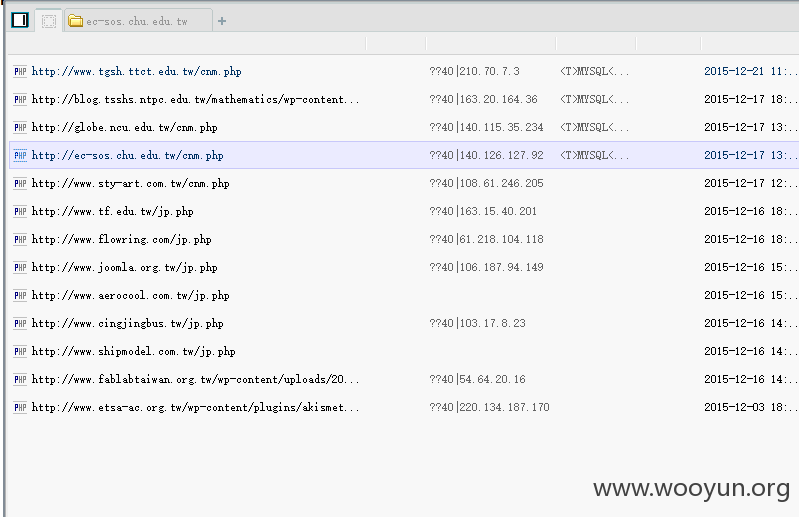 ec-sos.chu.edu.tw
PHP http://www.tgsh.ttct.edu.tw/cnm.php ??40|210.70.7.3 <T>MYSQL<... 2015-12-21 11:...
PHP http://blog.tsshs.ntpc.edu.tw/mathematics/wp-content... ??40|163.20.164.36 <T>MYSQL<... 2015-12-17 18:...
PHP http://globe.ncu.edu.tw/cnm.php ??40|140.115.35.234 <T>MYSQL<... 2015-12-17 13:...
PHP http://ec-sos.chu.edu.tw/cnm.php ??40|140.126.127.92 <T>MYSQL<... 2015-12-17 13:...
PHP http://www.sty-art.com.tw/cnm.php ??40|108.61.246.205 2015-12-17 12:...
PHP http://www.tf.edu.tw/jp.php ??40|163.15.40.201 2015-12-16 18:...
PHP http://www.flowring.com/jp.php ??40|61.218.104.118 2015-12-16 18:...
PHP http://www.joomla.org.tw/jp.php ??40|106.187.94.149 2015-12-16 15:...
PHP http://www.aerocool.com.tw/jp.php 2015-12-16 15:...
PHP http://www.cingjingbus.tw/jp.php ??40|103.17.8.23 2015-12-16 14:...
PHP http://www.shipmodel.com.tw/jp.php 2015-12-16 14:...
PHP http://www.fablabtaiwan.org.tw/wp-content/uploads/20... ??40|54.64.20.16 2015-12-16 14:...
PHP http://www.etsa-ac.org.tw/wp-content/plugins/akismet... ??40|220.134.187.170 2015-12-03 18:...
www.wooyun.org